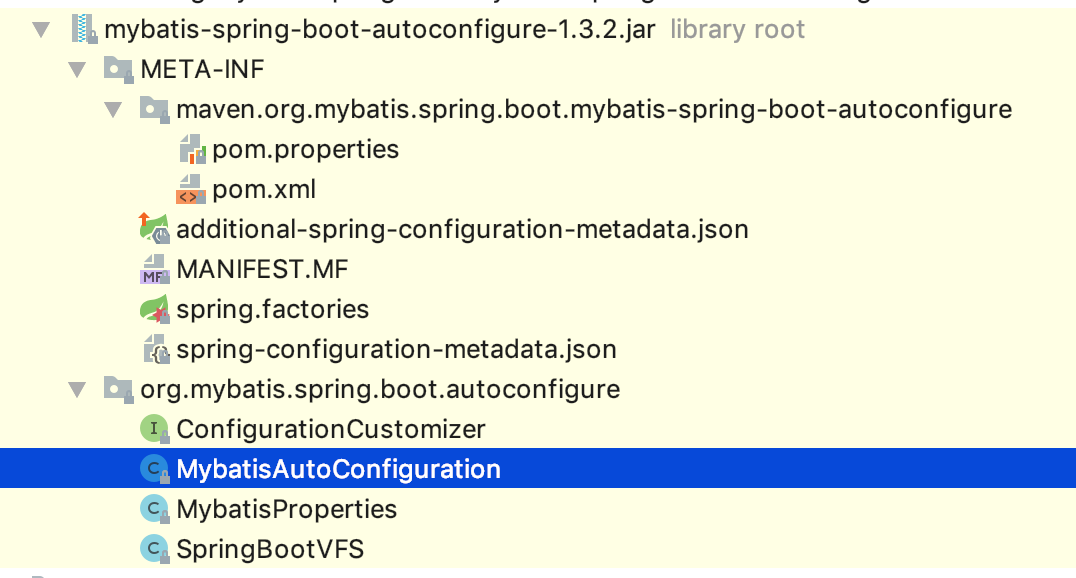 mybatis-spring-boot-autoconfigure-1.3.2.jar library root
META-INF
maven.org.mybatis.spring.boot.mybatis-spring-boot-autoconfigure
pom.properties
pom.xml
additional-spring-configuration-metadata.json
MANIFEST.MF
spring.factories
spring-configuration-metadata.json
org.mybatis.spring.boot.autoconfigure
ConfigurationCustomizer
MybatisAutoConfiguration
MybatisProperties
SpringBootVFS